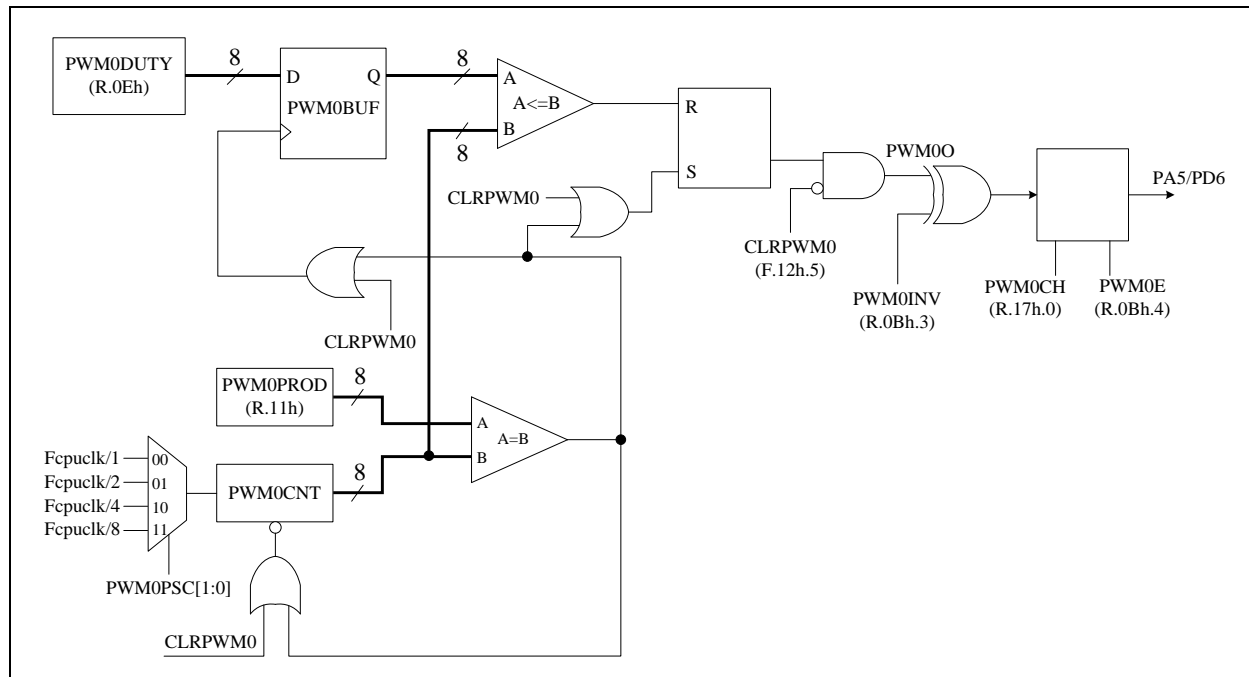 PWM0DUTY
(R.0Eh)
8
D
Q
PWM0BUF
8
A
A<=B
B
8
R
S
CLRPWM0
PWM0O
CLRPWM0
(F.12h.5)
PWM0INV
(R.0Bh.3)
PWM0CH
(R.17h.0)
PWM0E
(R.0Bh.4)
PA5/PD6
CLRPWM0
PWM0PROD
(R.11h)
8
A
A=B
B
Fcpuclk/1
00
Fcpuclk/2
01
Fcpuclk/4
10
Fcpuclk/8
11
PWM0PSC[1:0]
PWM0CNT
8
CLRPWM0